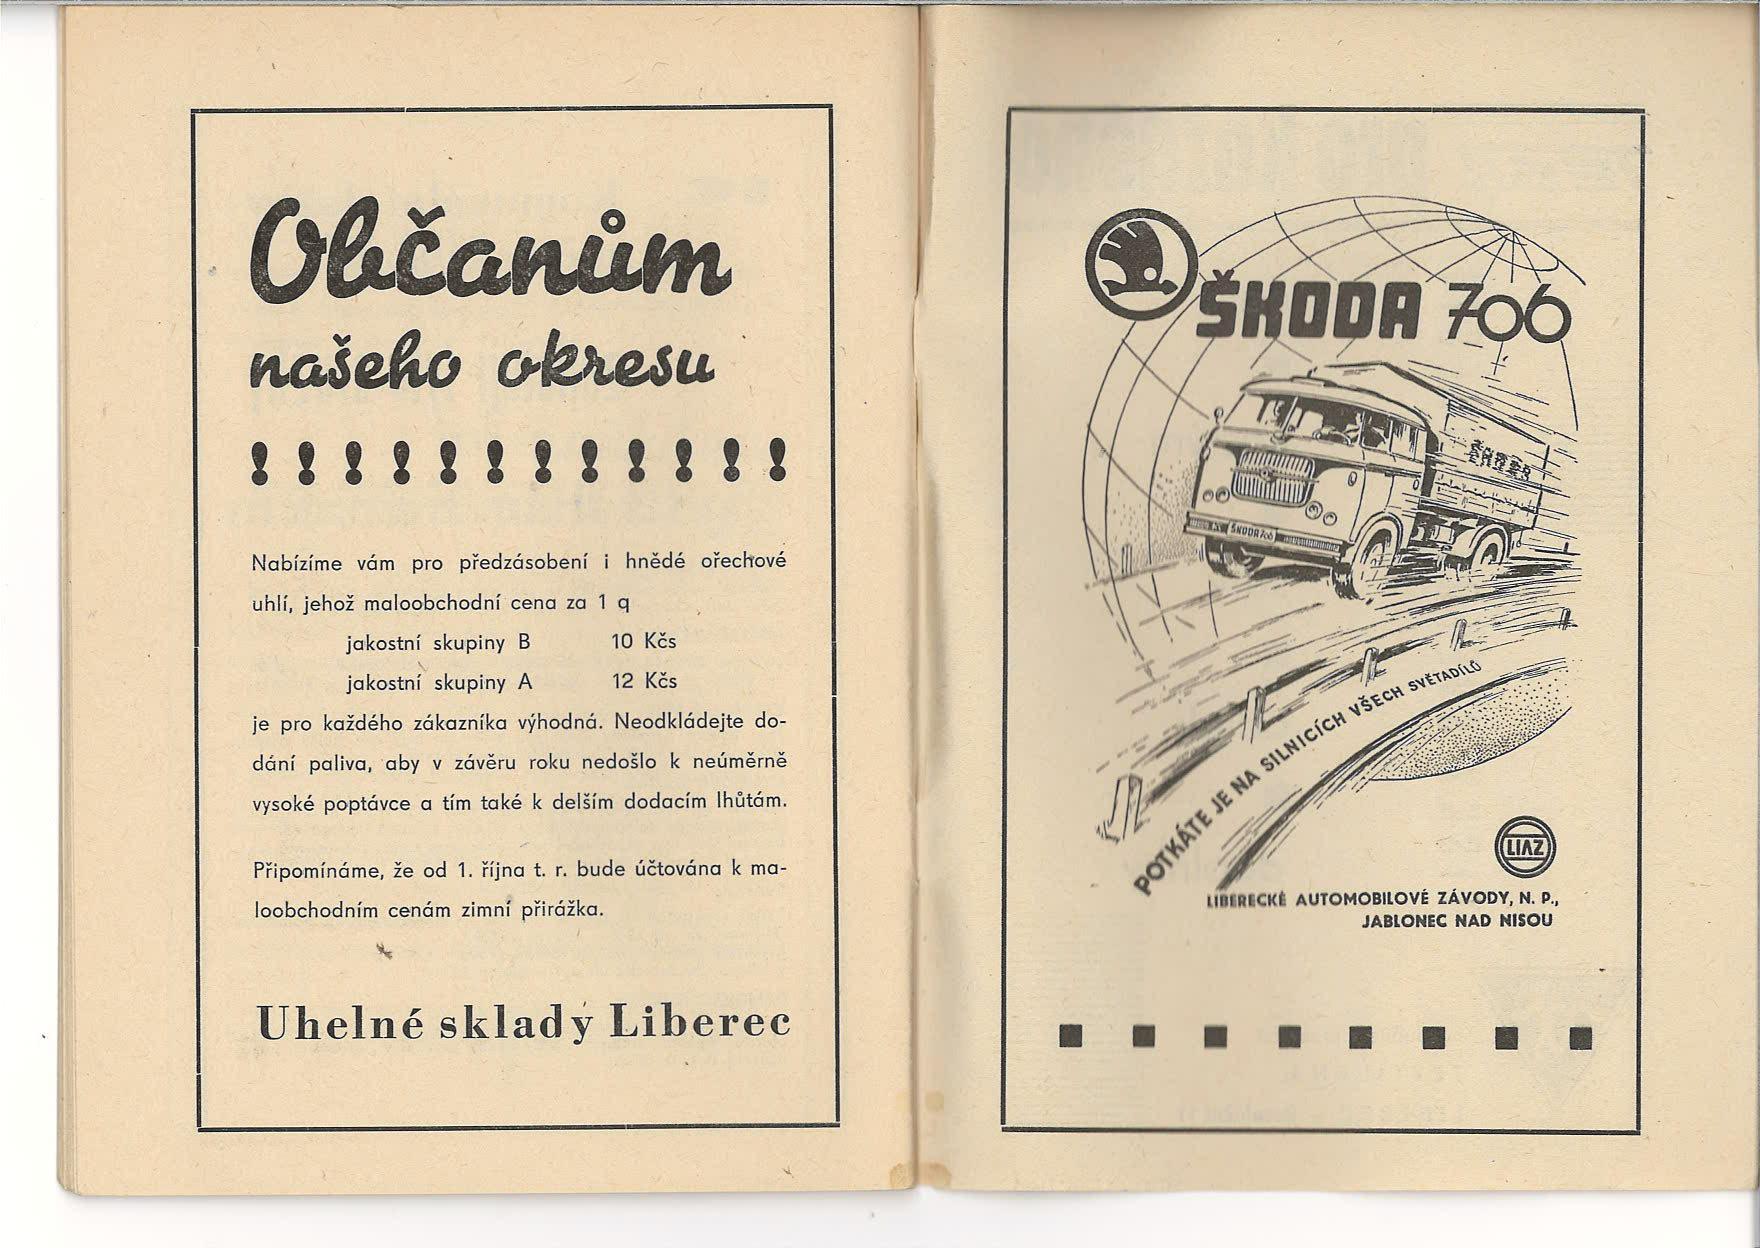 Občanům
našeho okresu
! ! ! ! ! ! ! ! ! ! ! !
Nabízíme vám pro předzásobení i hnědé ořechové
uhlí, jehož maloobchodní cena za 1 q
jakostní skupiny B 10 Kčs
jakostní skupiny A 12 Kčs
je pro každého zákazníka výhodná. Neodkládejte do-
dání paliva, aby v závěru roku nedošlo k neúměrně
vysoké poptávce a tím také k delším dodacím lhůtám.
Připomínáme, že od 1. října t. r. bude účtována k ma-
loobchodním cenám zimní přirážka.
Uhelné sklady Liberec
ŠKODA 706
ŠKODA 706
POTKÁTE JE NA SILNICÍCH VŠECH SVĚTADÍLŮ
LIAZ
LIBERECKÉ AUTOMOBILOVÉ ZÁVODY, N. P.,
JABLONEC NAD NISOU